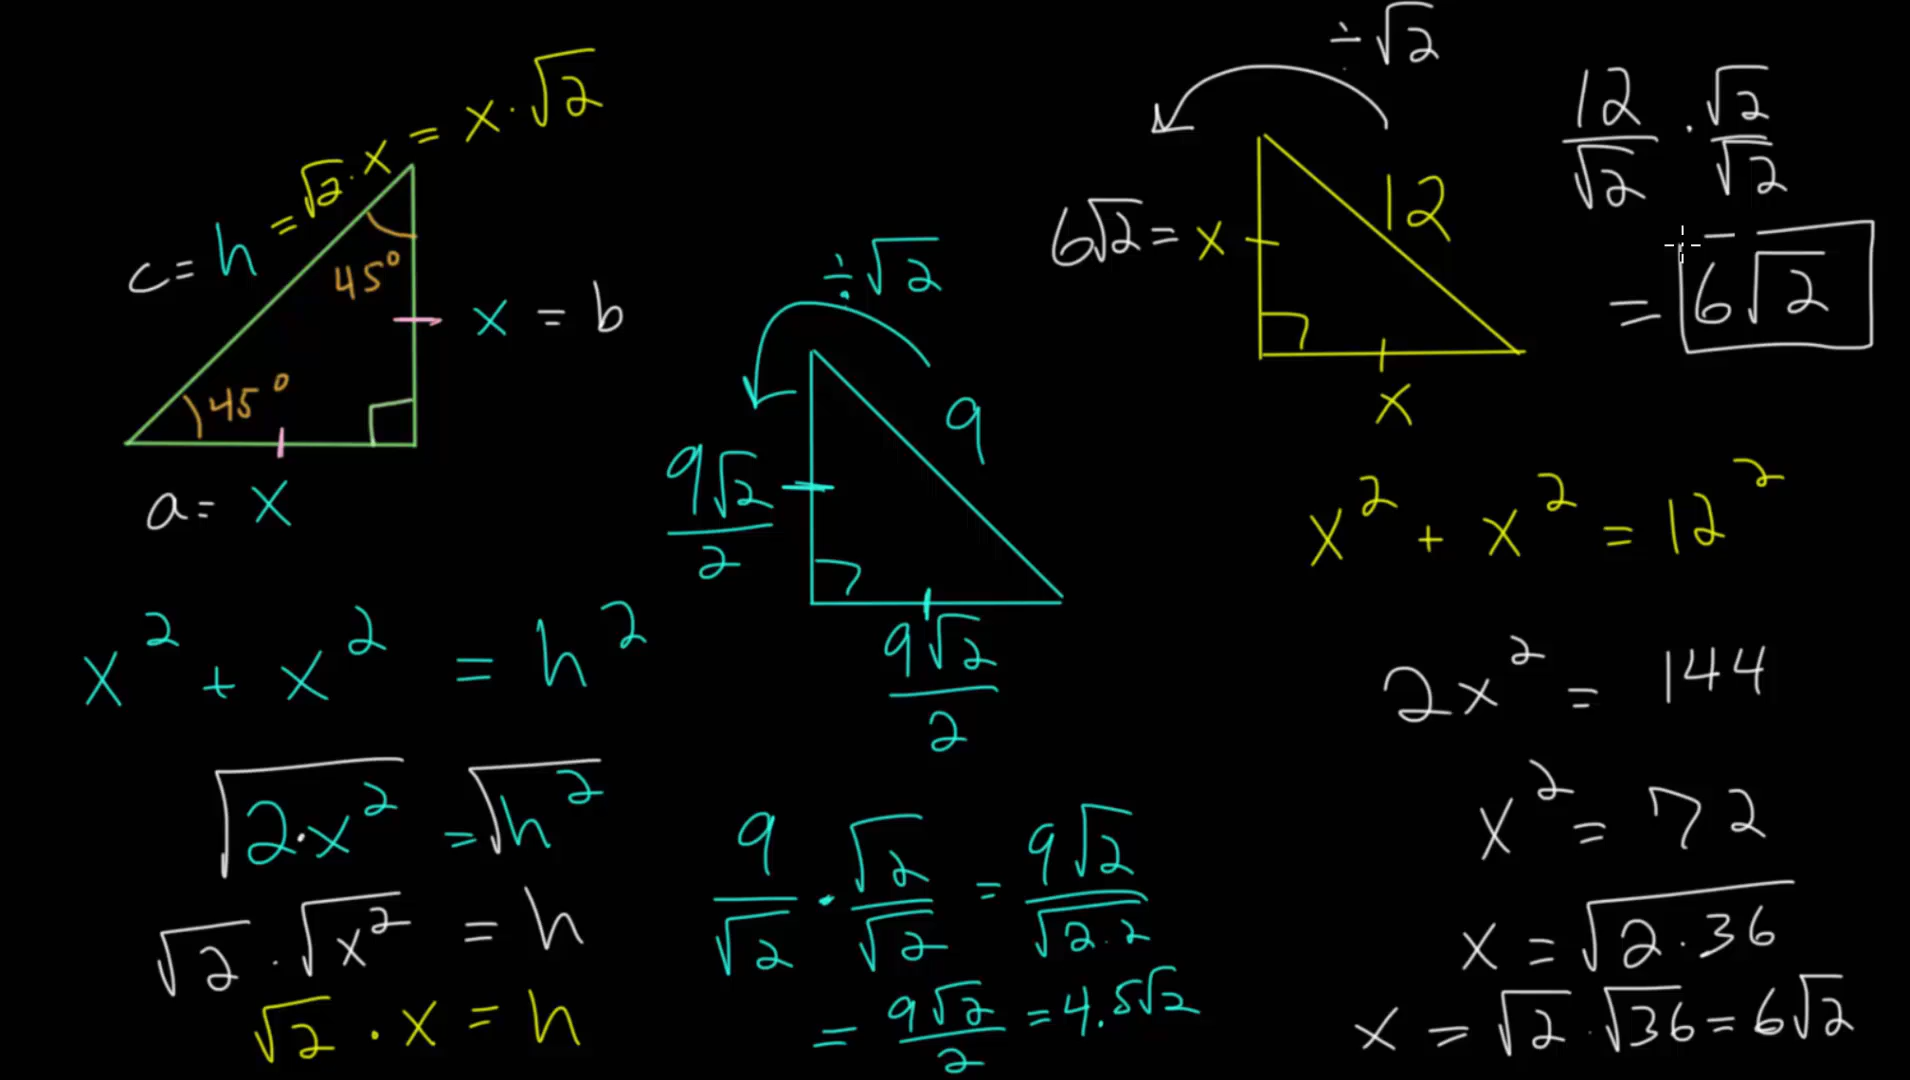 c = h = √2 · x = x · √2
45°
45°
x = b
a = x
x² + x² = h²
√(2·x²) = √(h²)
√2 · √(x²) = h
√2 · x = h
÷√2
9
9√2/2
9√2/2
9/√2 · √2/√2 = 9√2/√(2·2)
= 9√2/2 = 4.5√2
÷√2
6√2 = x
12
x
12/√2 · √2/√2
= 6√2
x² + x² = 12²
2x² = 144
x² = 72
x = √(2·36)
x = √2 · √36 = 6√2